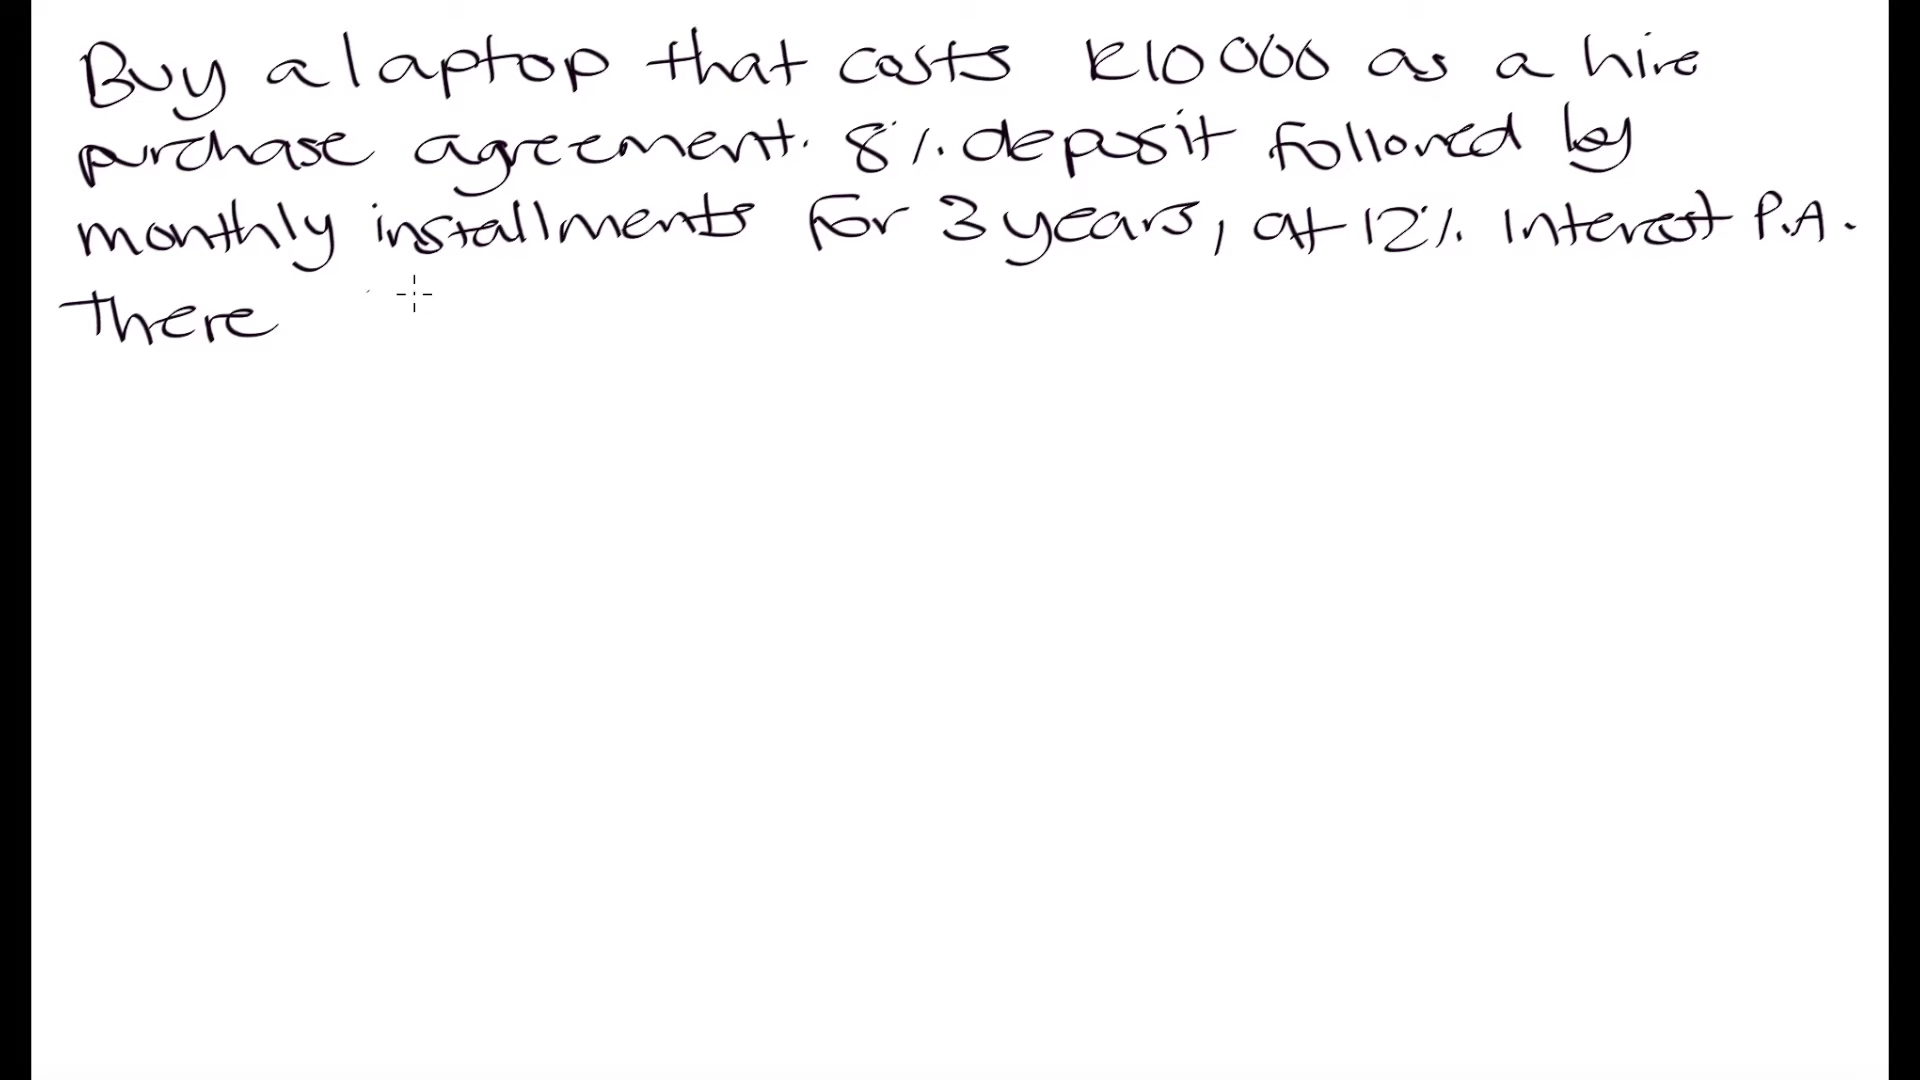 Buy a laptop that costs R10 000 as a hire
purchase agreement. 8% deposit followed by
monthly installments for 3 years, at 12% interest P.A.
There